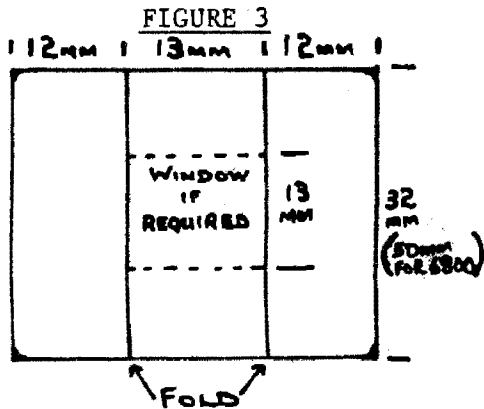 FIGURE 3
12mm 13mm 12mm
WINDOW
IF
REQUIRED
13
mm
32
mm
(50mm
FOR 6800)
FOLD